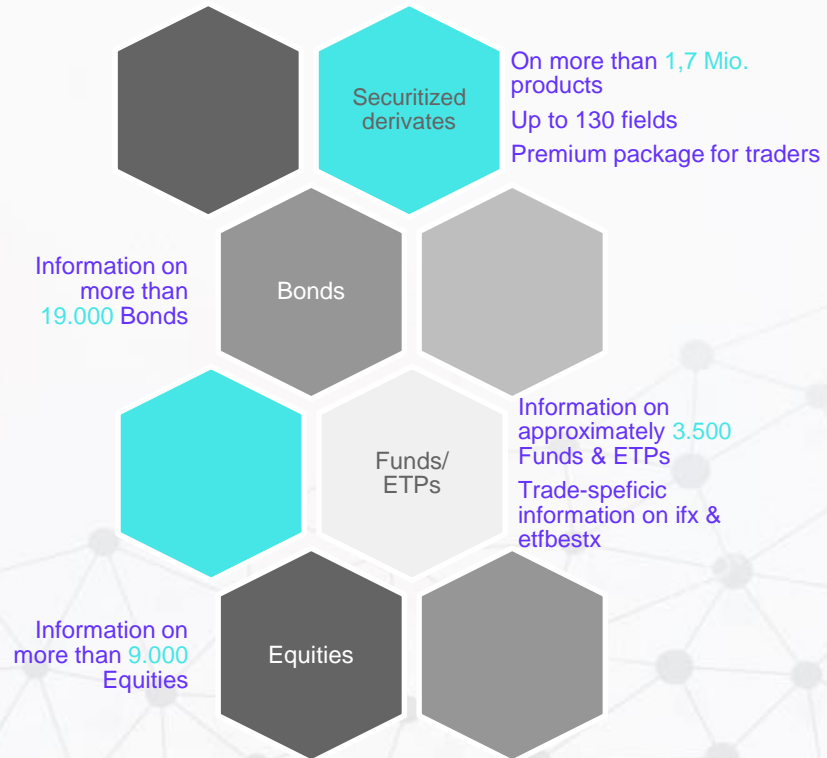 Securitized
derivates
On more than 1,7 Mio.
products
Up to 130 fields
Premium package for traders
Information on
more than
19.000 Bonds
Bonds
Funds/
ETPs
Information on
approximately 3.500
Funds & ETPs
Trade-speficic
information on ifx &
etfbestx
Information on
more than 9.000
Equities
Equities